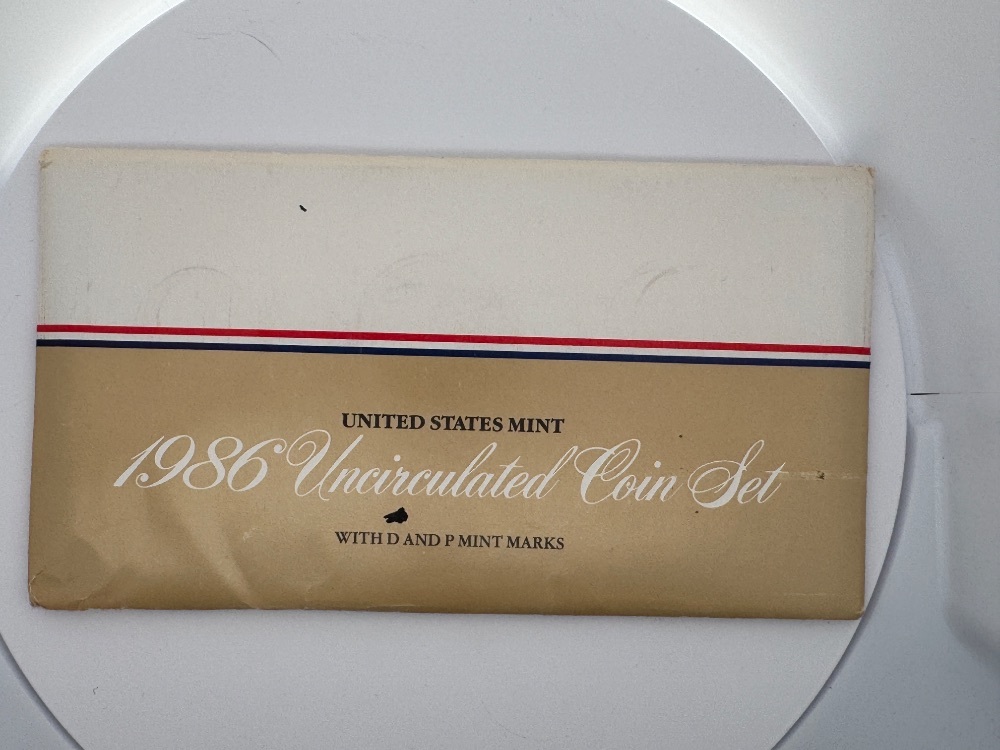 UNITED STATES MINT
1986 Uncirculated Coin Set
WITH D AND P MINT MARKS